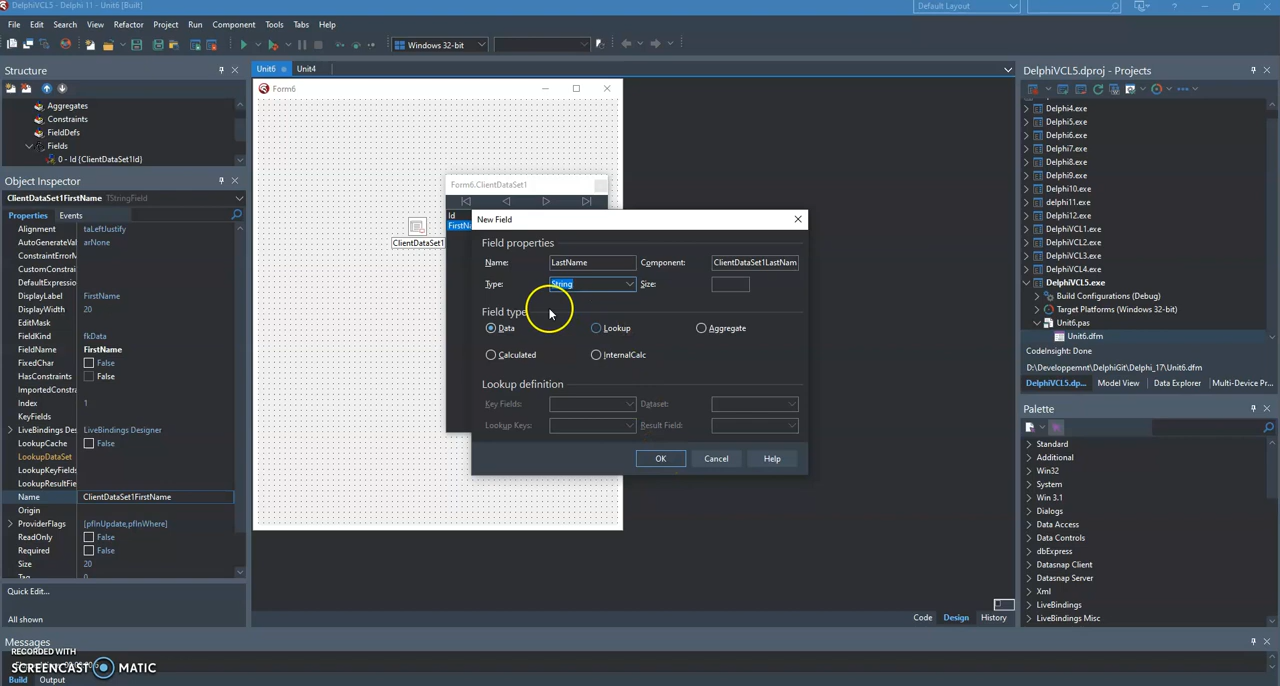 DelphiVCL5 - Delphi 11 - Unit6 [Built]
Default Layout
File Edit Search View Refactor Project Run Component Tools Tabs Help
Windows 32-bit
Structure
Aggregates
Constraints
FieldDefs
Fields
0 - Id {ClientDataSet1Id}
Object Inspector
ClientDataSet1FirstName TStringField
Properties Events
Alignment taLeftJustify
AutoGenerateVal arNone
ConstraintErrorM
CustomConstrain
DefaultExpression
DisplayLabel FirstName
DisplayWidth 20
EditMask
FieldKind fkData
FieldName FirstName
FixedChar False
HasConstraints False
ImportedConstra
Index 1
KeyFields
LiveBindings Designer LiveBindings Designer
LookupCache False
LookupDataSet
LookupKeyFields
LookupResultFie
Name ClientDataSet1FirstName
Origin
ProviderFlags [pfInUpdate,pfInWhere]
ReadOnly False
Required False
Size 20
Tag 0
Quick Edit...
All shown
Unit6 Unit4
Form6
ClientDataSet1
Form6.ClientDataSet1
Id
FirstNa
New Field
Field properties
Name: LastName Component: ClientDataSet1LastNam
Type: String Size:
Field type
Data Lookup Aggregate
Calculated InternalCalc
Lookup definition
Key Fields: Dataset:
Lookup Keys: Result Field:
OK Cancel Help
Code Design History
DelphiVCL5.dproj - Projects
Delphi4.exe
Delphi5.exe
Delphi6.exe
Delphi7.exe
Delphi8.exe
Delphi9.exe
Delphi10.exe
delphi11.exe
Delphi12.exe
DelphiVCL1.exe
DelphiVCL2.exe
DelphiVCL3.exe
DelphiVCL4.exe
DelphiVCL5.exe
Build Configurations (Debug)
Target Platforms (Windows 32-bit)
Unit6.pas
Unit6.dfm
CodeInsight: Done
D:\Developpemnt\DelphiGit\Delphi_17\Unit6.dfm
DelphiVCL5.dp... Model View Data Explorer Multi-Device Pr...
Palette
Standard
Additional
Win32
System
Win 3.1
Dialogs
Data Access
Data Controls
dbExpress
Datasnap Client
Datasnap Server
Xml
LiveBindings
LiveBindings Misc
Messages
RECORDED WITH
SCREENCAST MATIC
Build Output